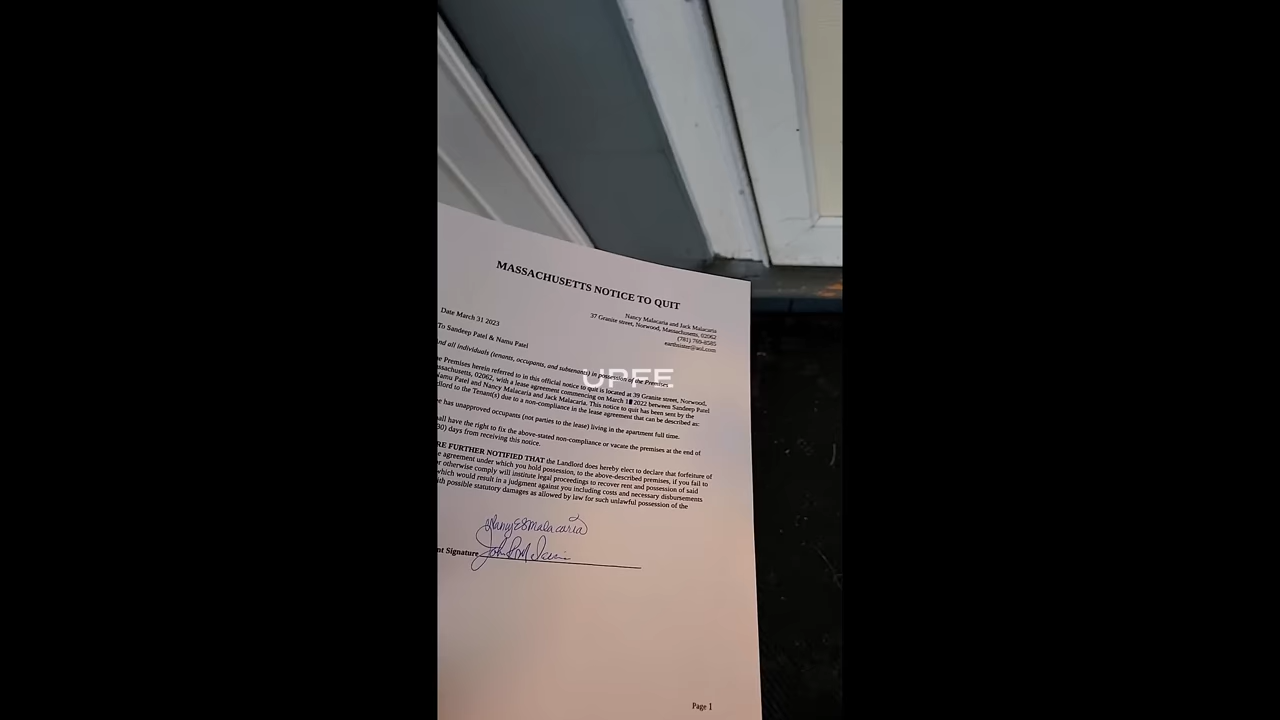 MASSACHUSETTS NOTICE TO QUIT
Nancy Malacaria and Jack Malacaria
37 Granite street, Norwood, Massachusetts, 02062
(781) 769-8585
earthsister@aol.com
Date March 31 2023
To Sandeep Patel & Namu Patel
nd all individuals (tenants, occupants, and subtenants) in possession of the Premises
e Premises herein referred to in this official notice to quit is located at 39 Granite street, Norwood,
ssachusetts, 02062, with a lease agreement commencing on March 1 2022 between Sandeep Patel
Namu Patel and Nancy Malacaria and Jack Malacaria. This notice to quit has been sent by the
dlord to the Tenant(s) due to a non-compliance in the lease agreement that can be described as:
e has unapproved occupants (not parties to the lease) living in the apartment full time.
all have the right to fix the above-stated non-compliance or vacate the premises at the end of
30) days from receiving this notice.
RE FURTHER NOTIFIED THAT the Landlord does hereby elect to declare that forfeiture of
e agreement under which you hold possession, to the above-described premises, if you fail to
or otherwise comply will institute legal proceedings to recover rent and possession of said
which would result in a judgment against you including costs and necessary disbursements
ith possible statutory damages as allowed by law for such unlawful possession of the
nt Signature
Page 1
UPFE